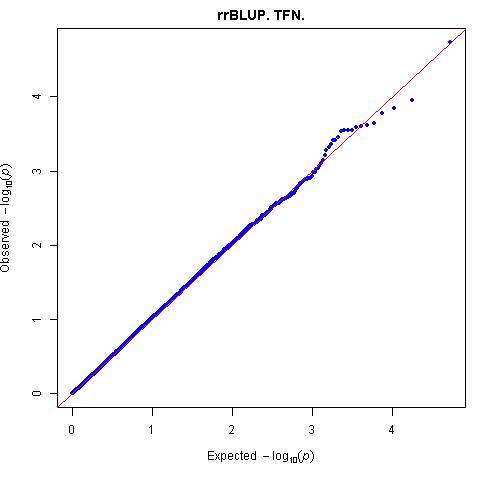 rrBLUP. TFN.
Observed −log10(p)
4
3
2
1
0
0 1 2 3 4
Expected −log10(p)